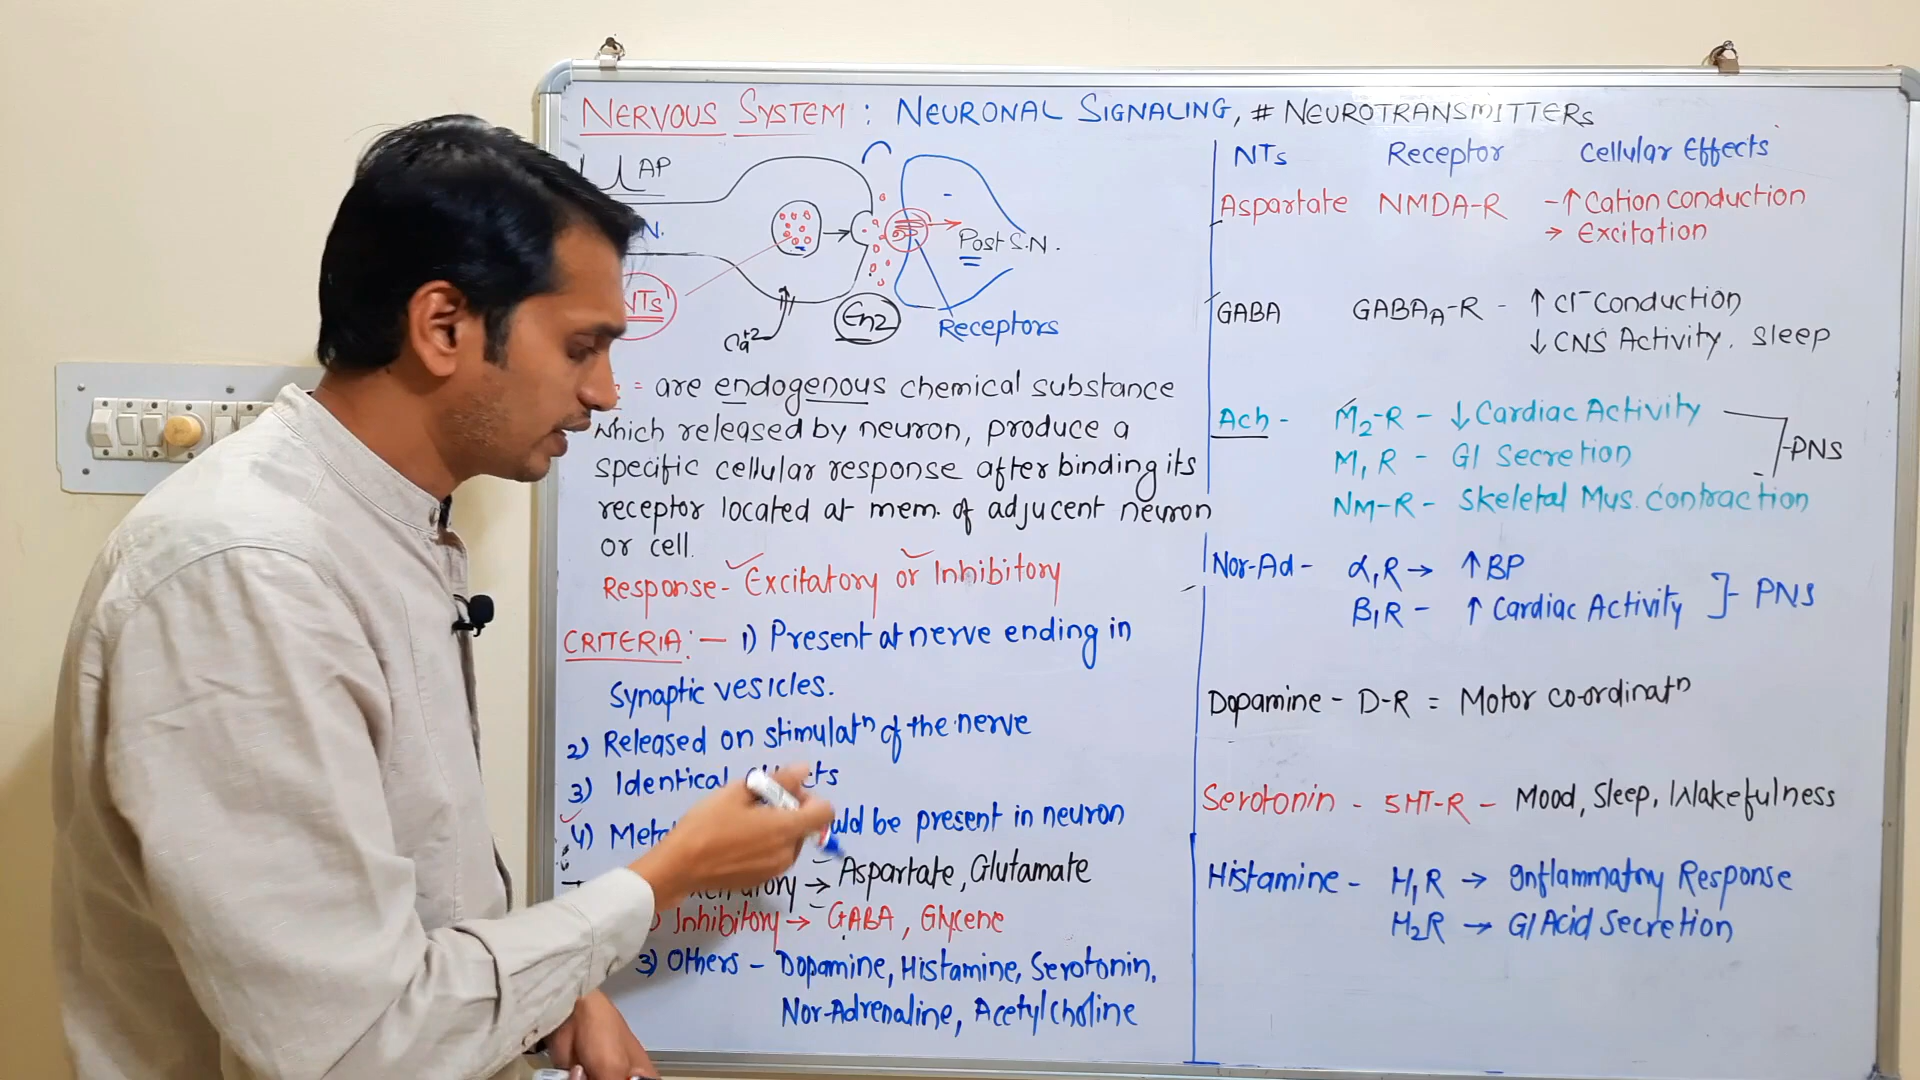 NERVOUS SYSTEM : NEURONAL SIGNALING, # NEUROTRANSMITTERS
AP
N.
NTs
Ca+2
Enz
Post S.N.
Receptors
= are endogenous chemical substance
which released by neuron, produce a
specific cellular response after binding its
receptor located at mem. of adjucent neuron
or cell.
Response - Excitatory or Inhibitory
CRITERIA: — 1) Present at nerve ending in
Synaptic vesicles.
2) Released on stimulatn of the nerve
3) Identical
4) be present in neuron
→ Aspartate, Glutamate
Inhibitory → GABA, Glycene
3) Others - Dopamine, Histamine, Serotonin,
Nor-Adrenaline, Acetylcholine
NTs Receptor Cellular Effects
Aspartate NMDA-R - ↑ Cation conduction
→ Excitation
GABA GABAA-R - ↑ Cl- conduction
↓ CNS Activity. Sleep
Ach - M2-R - ↓ Cardiac Activity
M1R - GI Secretion
NM-R - Skeletal Mus. contraction
PNS
Nor-Ad - α1R → ↑ BP
B1R - ↑ Cardiac Activity
PNS
Dopamine - D-R = Motor co-ordinatn
Serotonin - 5HT-R - Mood, Sleep, Wakefulness
Histamine - H1R → Inflammatory Response
H2R → GI Acid Secretion